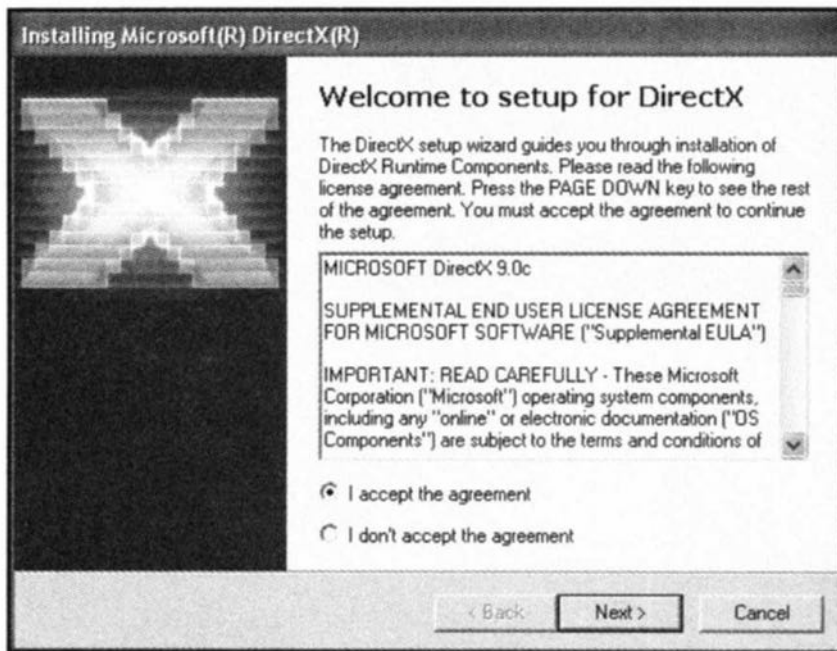 Installing Microsoft(R) DirectX(R)
Welcome to setup for DirectX
The DirectX setup wizard guides you through installation of
DirectX Runtime Components. Please read the following
license agreement. Press the PAGE DOWN key to see the rest
of the agreement. You must accept the agreement to continue
the setup.
MICROSOFT DirectX 9.0c
SUPPLEMENTAL END USER LICENSE AGREEMENT
FOR MICROSOFT SOFTWARE ("Supplemental EULA")
IMPORTANT: READ CAREFULLY - These Microsoft
Corporation ("Microsoft") operating system components,
including any "online" or electronic documentation ("OS
Components") are subject to the terms and conditions of
I accept the agreement
I don't accept the agreement
< Back
Next >
Cancel